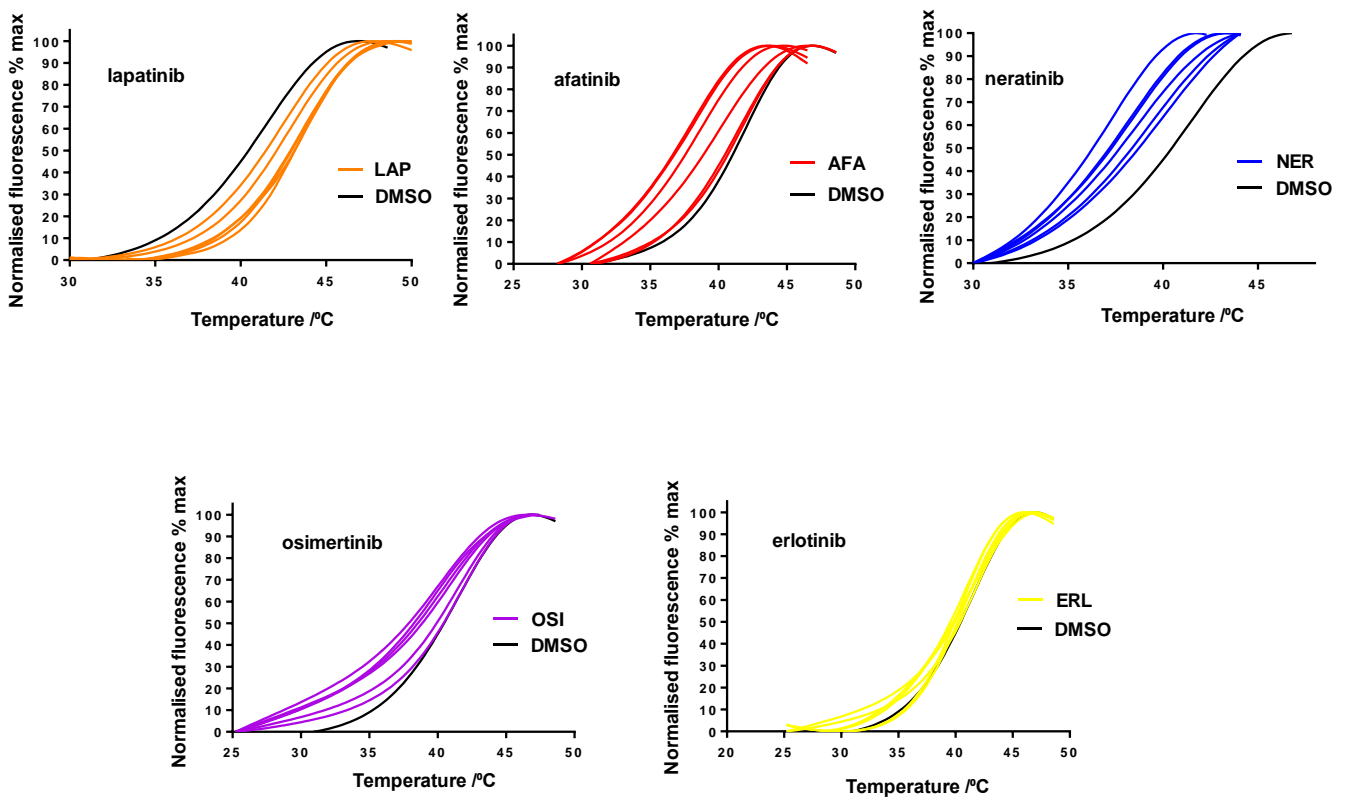 Normalised fluorescence % max
100
90
80
70
60
50
40
30
20
10
0
lapatinib
LAP
DMSO
30 35 40 45 50
Temperature /ºC
Normalised fluorescence % max
100
90
80
70
60
50
40
30
20
10
0
afatinib
AFA
DMSO
25 30 35 40 45 50
Temperature /ºC
Normalised fluorescence % max
100
90
80
70
60
50
40
30
20
10
0
neratinib
NER
DMSO
30 35 40 45
Temperature /ºC
Normalised fluorescence % max
100
90
80
70
60
50
40
30
20
10
0
osimertinib
OSI
DMSO
25 30 35 40 45 50
Temperature /ºC
Normalised fluorescence % max
100
90
80
70
60
50
40
30
20
10
0
erlotinib
ERL
DMSO
20 25 30 35 40 45 50
Temperature /ºC